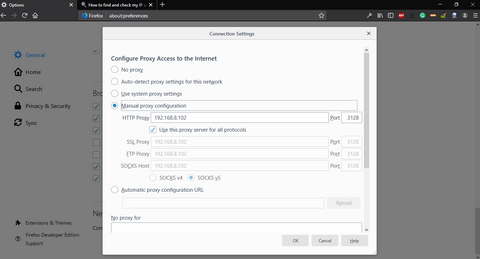 Options
How to find and check my IP
Firefox
about:preferences
General
Home
Search
Privacy & Security
Sync
Extensions & Themes
Firefox Developer Edition
Support
Connection Settings
Configure Proxy Access to the Internet
No proxy
Auto-detect proxy settings for this network
Use system proxy settings
Manual proxy configuration
HTTP Proxy 192.168.8.102 Port 3128
Use this proxy server for all protocols
SSL Proxy 192.168.8.102 Port 3128
FTP Proxy 192.168.8.102 Port 3128
SOCKS Host 192.168.8.102 Port 3128
SOCKS v4 SOCKS v5
Automatic proxy configuration URL
Reload
No proxy for
OK Cancel Help